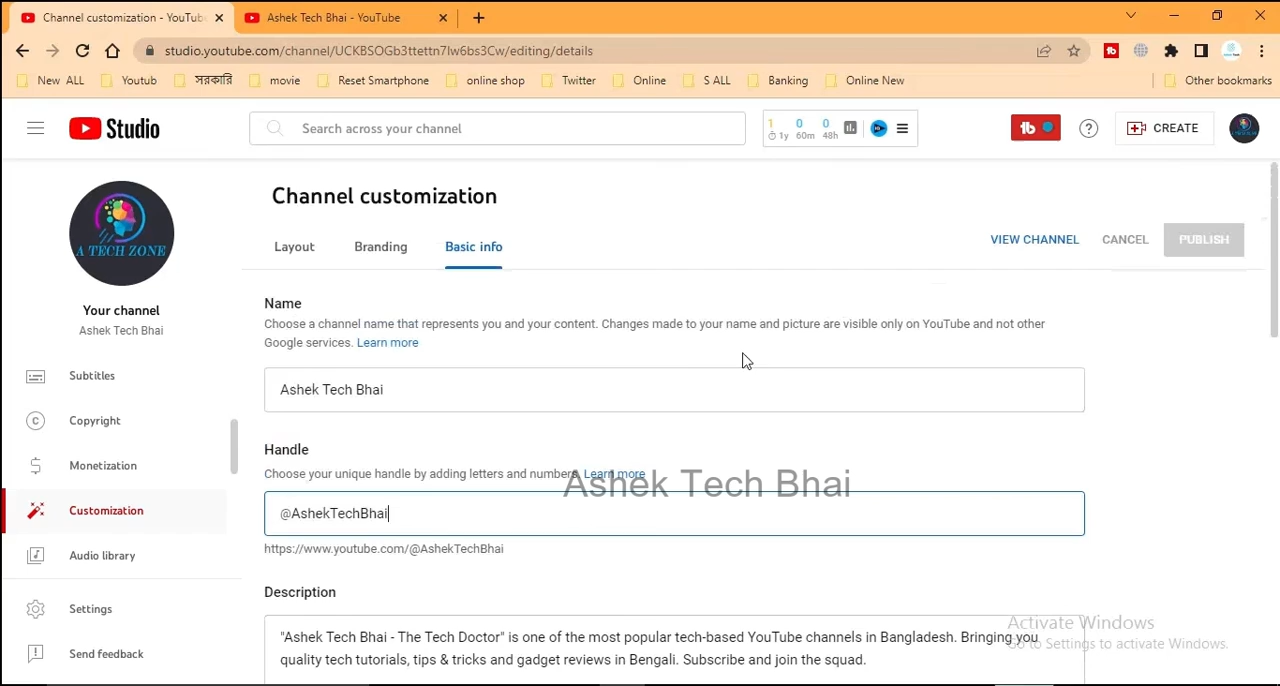 Channel customization - YouTub
Ashek Tech Bhai - YouTube
studio.youtube.com/channel/UCKBSOGb3ttettn7lw6bs3Cw/editing/details
New ALL
Youtub
সরকারি
movie
Reset Smartphone
online shop
Twitter
Online
S ALL
Banking
Online New
Other bookmarks
Studio
Search across your channel
1 0 0
1y 60m 48h
tb
CREATE
A TECH ZONE
Your channel
Ashek Tech Bhai
Subtitles
Copyright
Monetization
Customization
Audio library
Settings
Send feedback
Channel customization
Layout
Branding
Basic info
VIEW CHANNEL
CANCEL
PUBLISH
Name
Choose a channel name that represents you and your content. Changes made to your name and picture are visible only on YouTube and not other
Google services. Learn more
Ashek Tech Bhai
Handle
Choose your unique handle by adding letters and numbers. Learn more
Ashek Tech Bhai
@AshekTechBhai
https://www.youtube.com/@AshekTechBhai
Description
"Ashek Tech Bhai - The Tech Doctor" is one of the most popular tech-based YouTube channels in Bangladesh. Bringing you
quality tech tutorials, tips & tricks and gadget reviews in Bengali. Subscribe and join the squad.
Activate Windows
Go to Settings to activate Windows.